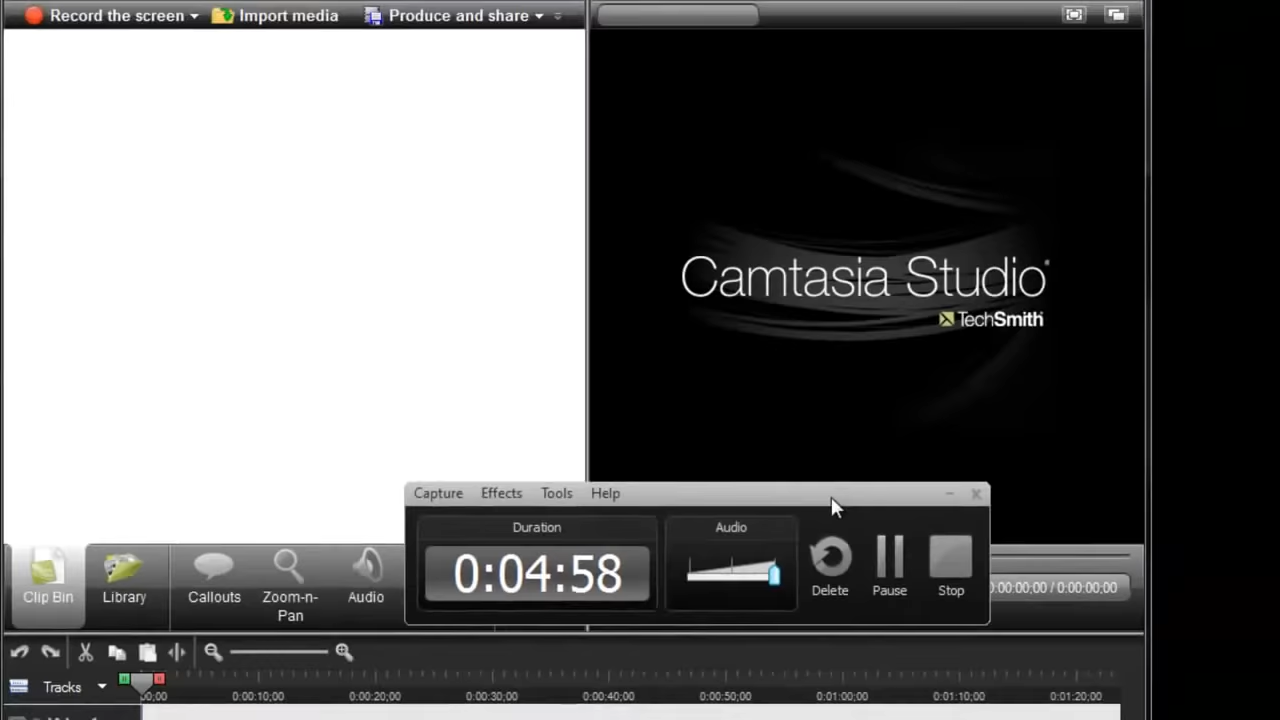 Record the screen Import media Produce and share
Camtasia Studio
TechSmith
Capture Effects Tools Help
Duration Audio
0:04:58
Delete Pause Stop
Clip Bin Library Callouts Zoom-n-
Pan
Audio
0:00:00;00 / 0:00:00;00
Tracks
00;00 0:00:10;00 0:00:20;00 0:00:30;00 0:00:40;00 0:00:50;00 0:01:00;00 0:01:10;00 0:01:20;00